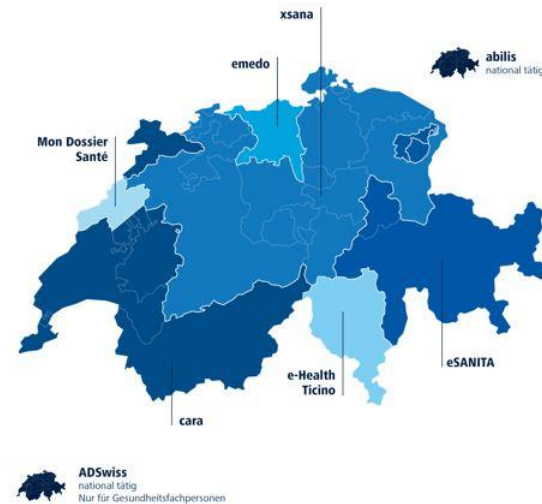 xsana
abilis
national tätig
emedo
Mon Dossier
Santé
eSANITA
e-Health
Ticino
cara
ADSwiss
national tätig
Nur für Gesundheitsfachpersonen